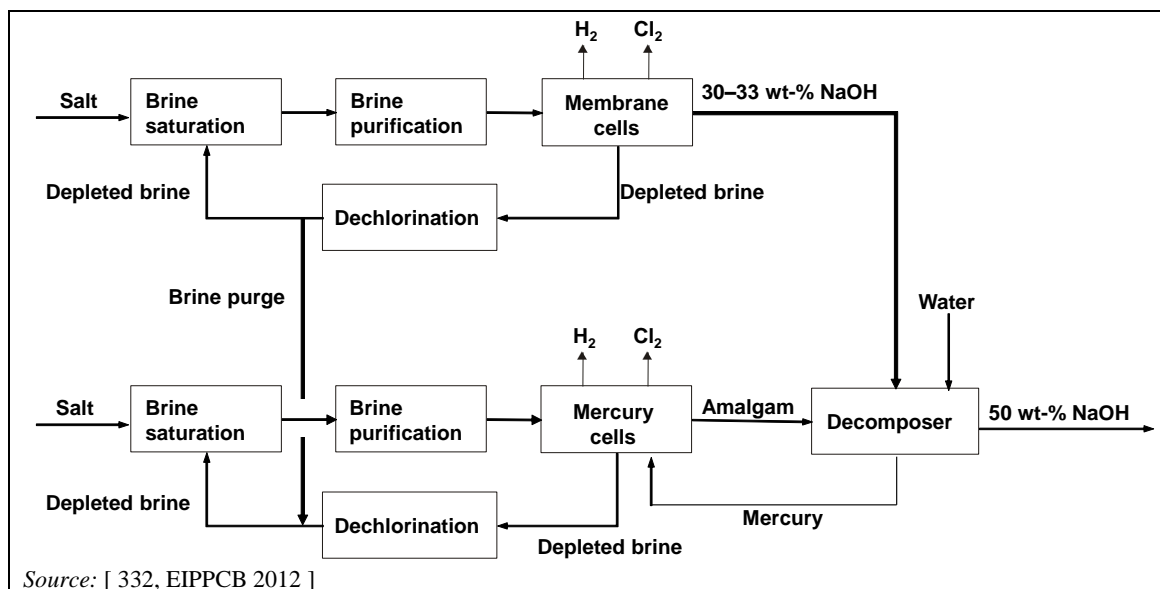 H₂
Cl₂
Salt
Brine
saturation
Brine
purification
Membrane
cells
30–33 wt-% NaOH
Depleted brine
Dechlorination
Depleted brine
Brine purge
Water
H₂
Cl₂
Salt
Brine
saturation
Brine
purification
Mercury
cells
Amalgam
Decomposer
50 wt-% NaOH
Depleted brine
Dechlorination
Depleted brine
Mercury
Source: [ 332, EIPPCB 2012 ]